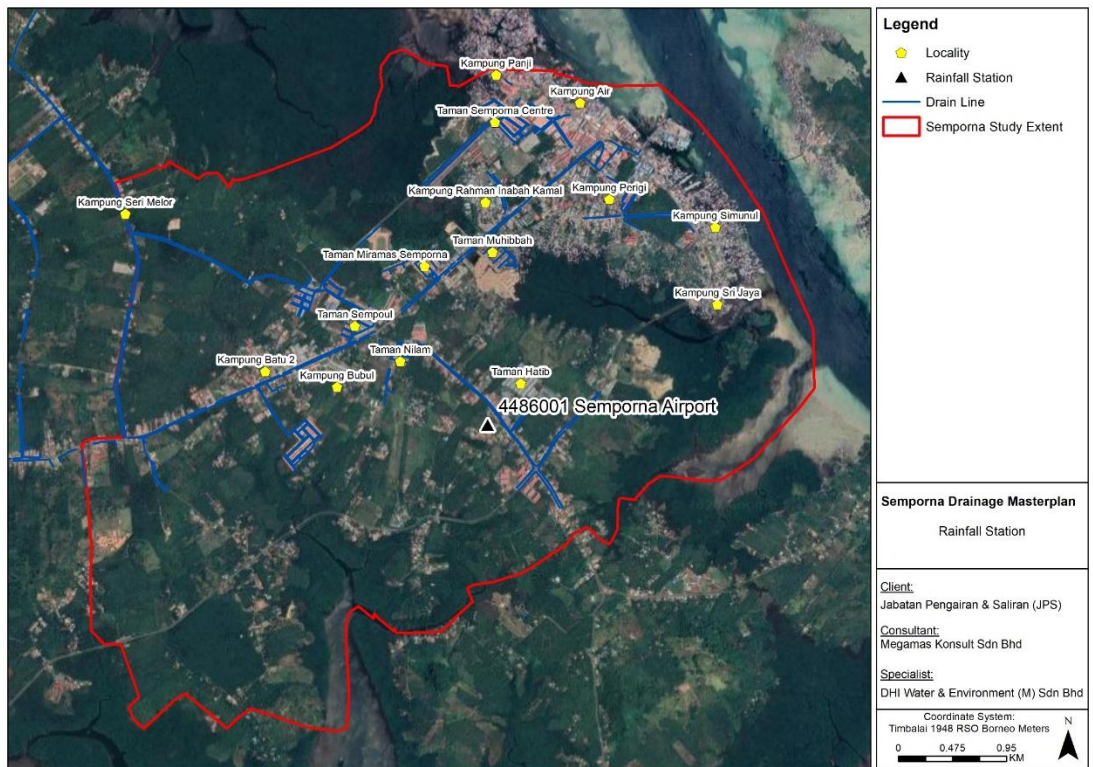 Kampung Panji
Kampung Air
Taman Semporna Centre
Kampung Rahman Inabah Kamal
Kampung Perigi
Kampung Seri Melor
Kampung Simunul
Taman Muhibbah
Taman Miramas Semporna
Kampung Sri Jaya
Taman Sempoul
Taman Nilam
Kampung Batu 2
Kampung Bubul
Taman Hatib
4486001 Semporna Airport
Legend
Locality
Rainfall Station
Drain Line
Semporna Study Extent
Semporna Drainage Masterplan
Rainfall Station
Client:
Jabatan Pengairan & Saliran (JPS)
Consultant:
Megamas Konsult Sdn Bhd
Specialist:
DHI Water & Environment (M) Sdn Bhd
Coordinate System:
Timbalai 1948 RSO Borneo Meters
N
0 0.475 0.95
KM